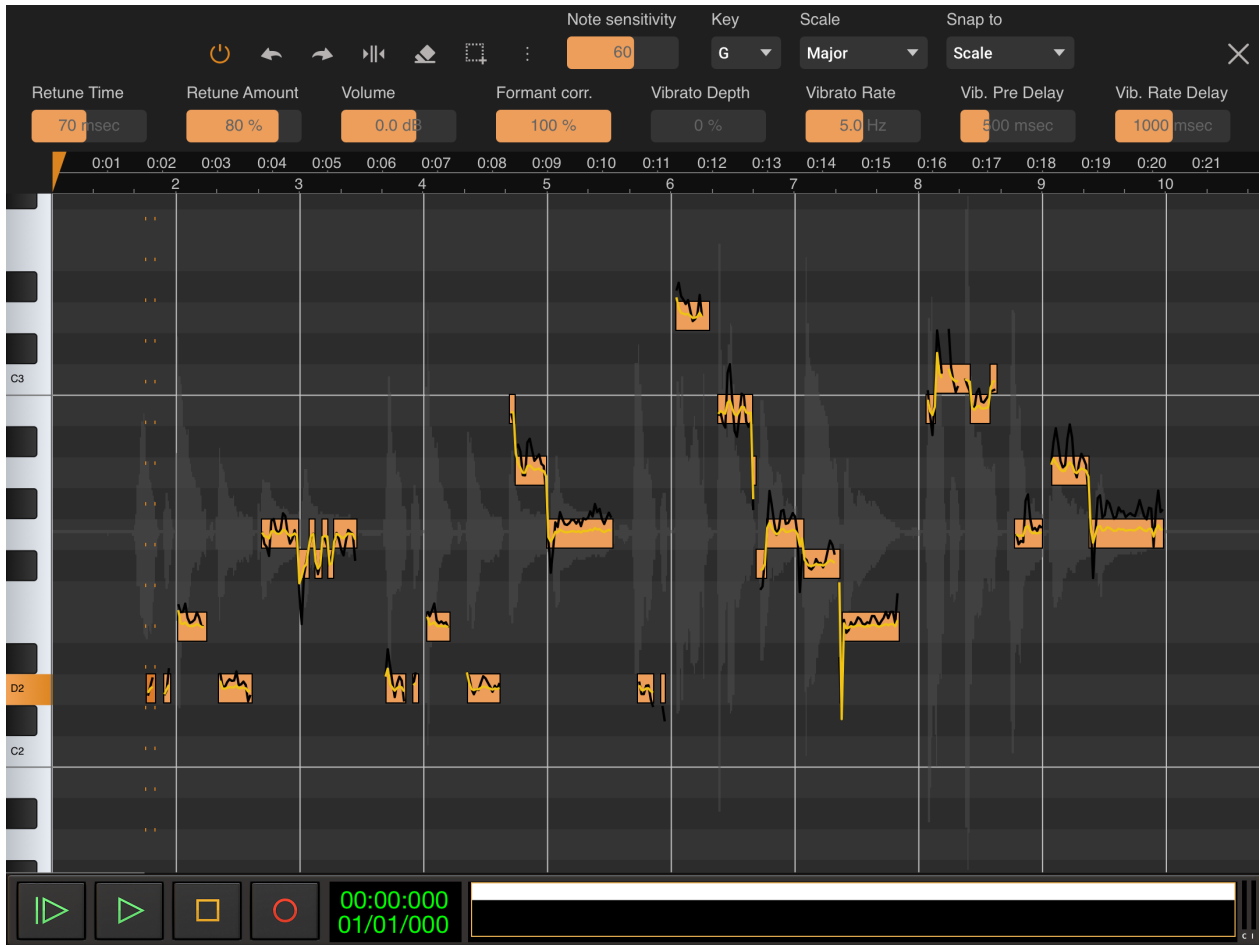 Note sensitivity Key Scale Snap to
60 G Major Scale
Retune Time Retune Amount Volume Formant corr. Vibrato Depth Vibrato Rate Vib. Pre Delay Vib. Rate Delay
70 msec 80 % 0.0 dB 100 % 0 % 5.0 Hz 500 msec 1000 msec
0:01 0:02 0:03 0:04 0:05 0:06 0:07 0:08 0:09 0:10 0:11 0:12 0:13 0:14 0:15 0:16 0:17 0:18 0:19 0:20 0:21
2 3 4 5 6 7 8 9 10
C3
D2
C2
00:00:000
01/01/000